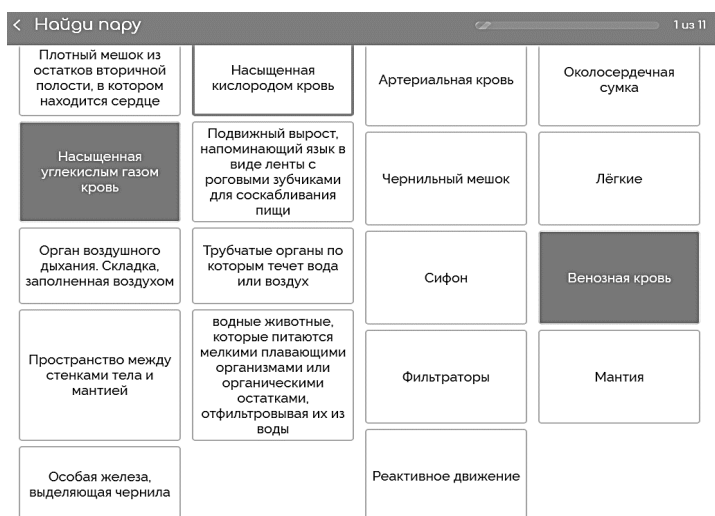 Найди пару
1 из 11
Плотный мешок из
остатков вторичной
полости, в котором
находится сердце
Насыщенная
кислородом кровь
Артериальная кровь
Околосердечная
сумка
Насыщенная
углекислым газом
кровь
Подвижный вырост,
напоминающий язык в
виде ленты с
роговыми зубчиками
для соскабливания
пищи
Чернильный мешок
Лёгкие
Орган воздушного
дыхания. Складка,
заполненная воздухом
Трубчатые органы по
которым течет вода
или воздух
Сифон
Венозная кровь
Пространство между
стенками тела и
мантией
водные животные,
которые питаются
мелкими плавающими
организмами или
органическими
остатками,
отфильтровывая их из
воды
Фильтраторы
Мантия
Особая железа,
выделяющая чернила
Реактивное движение